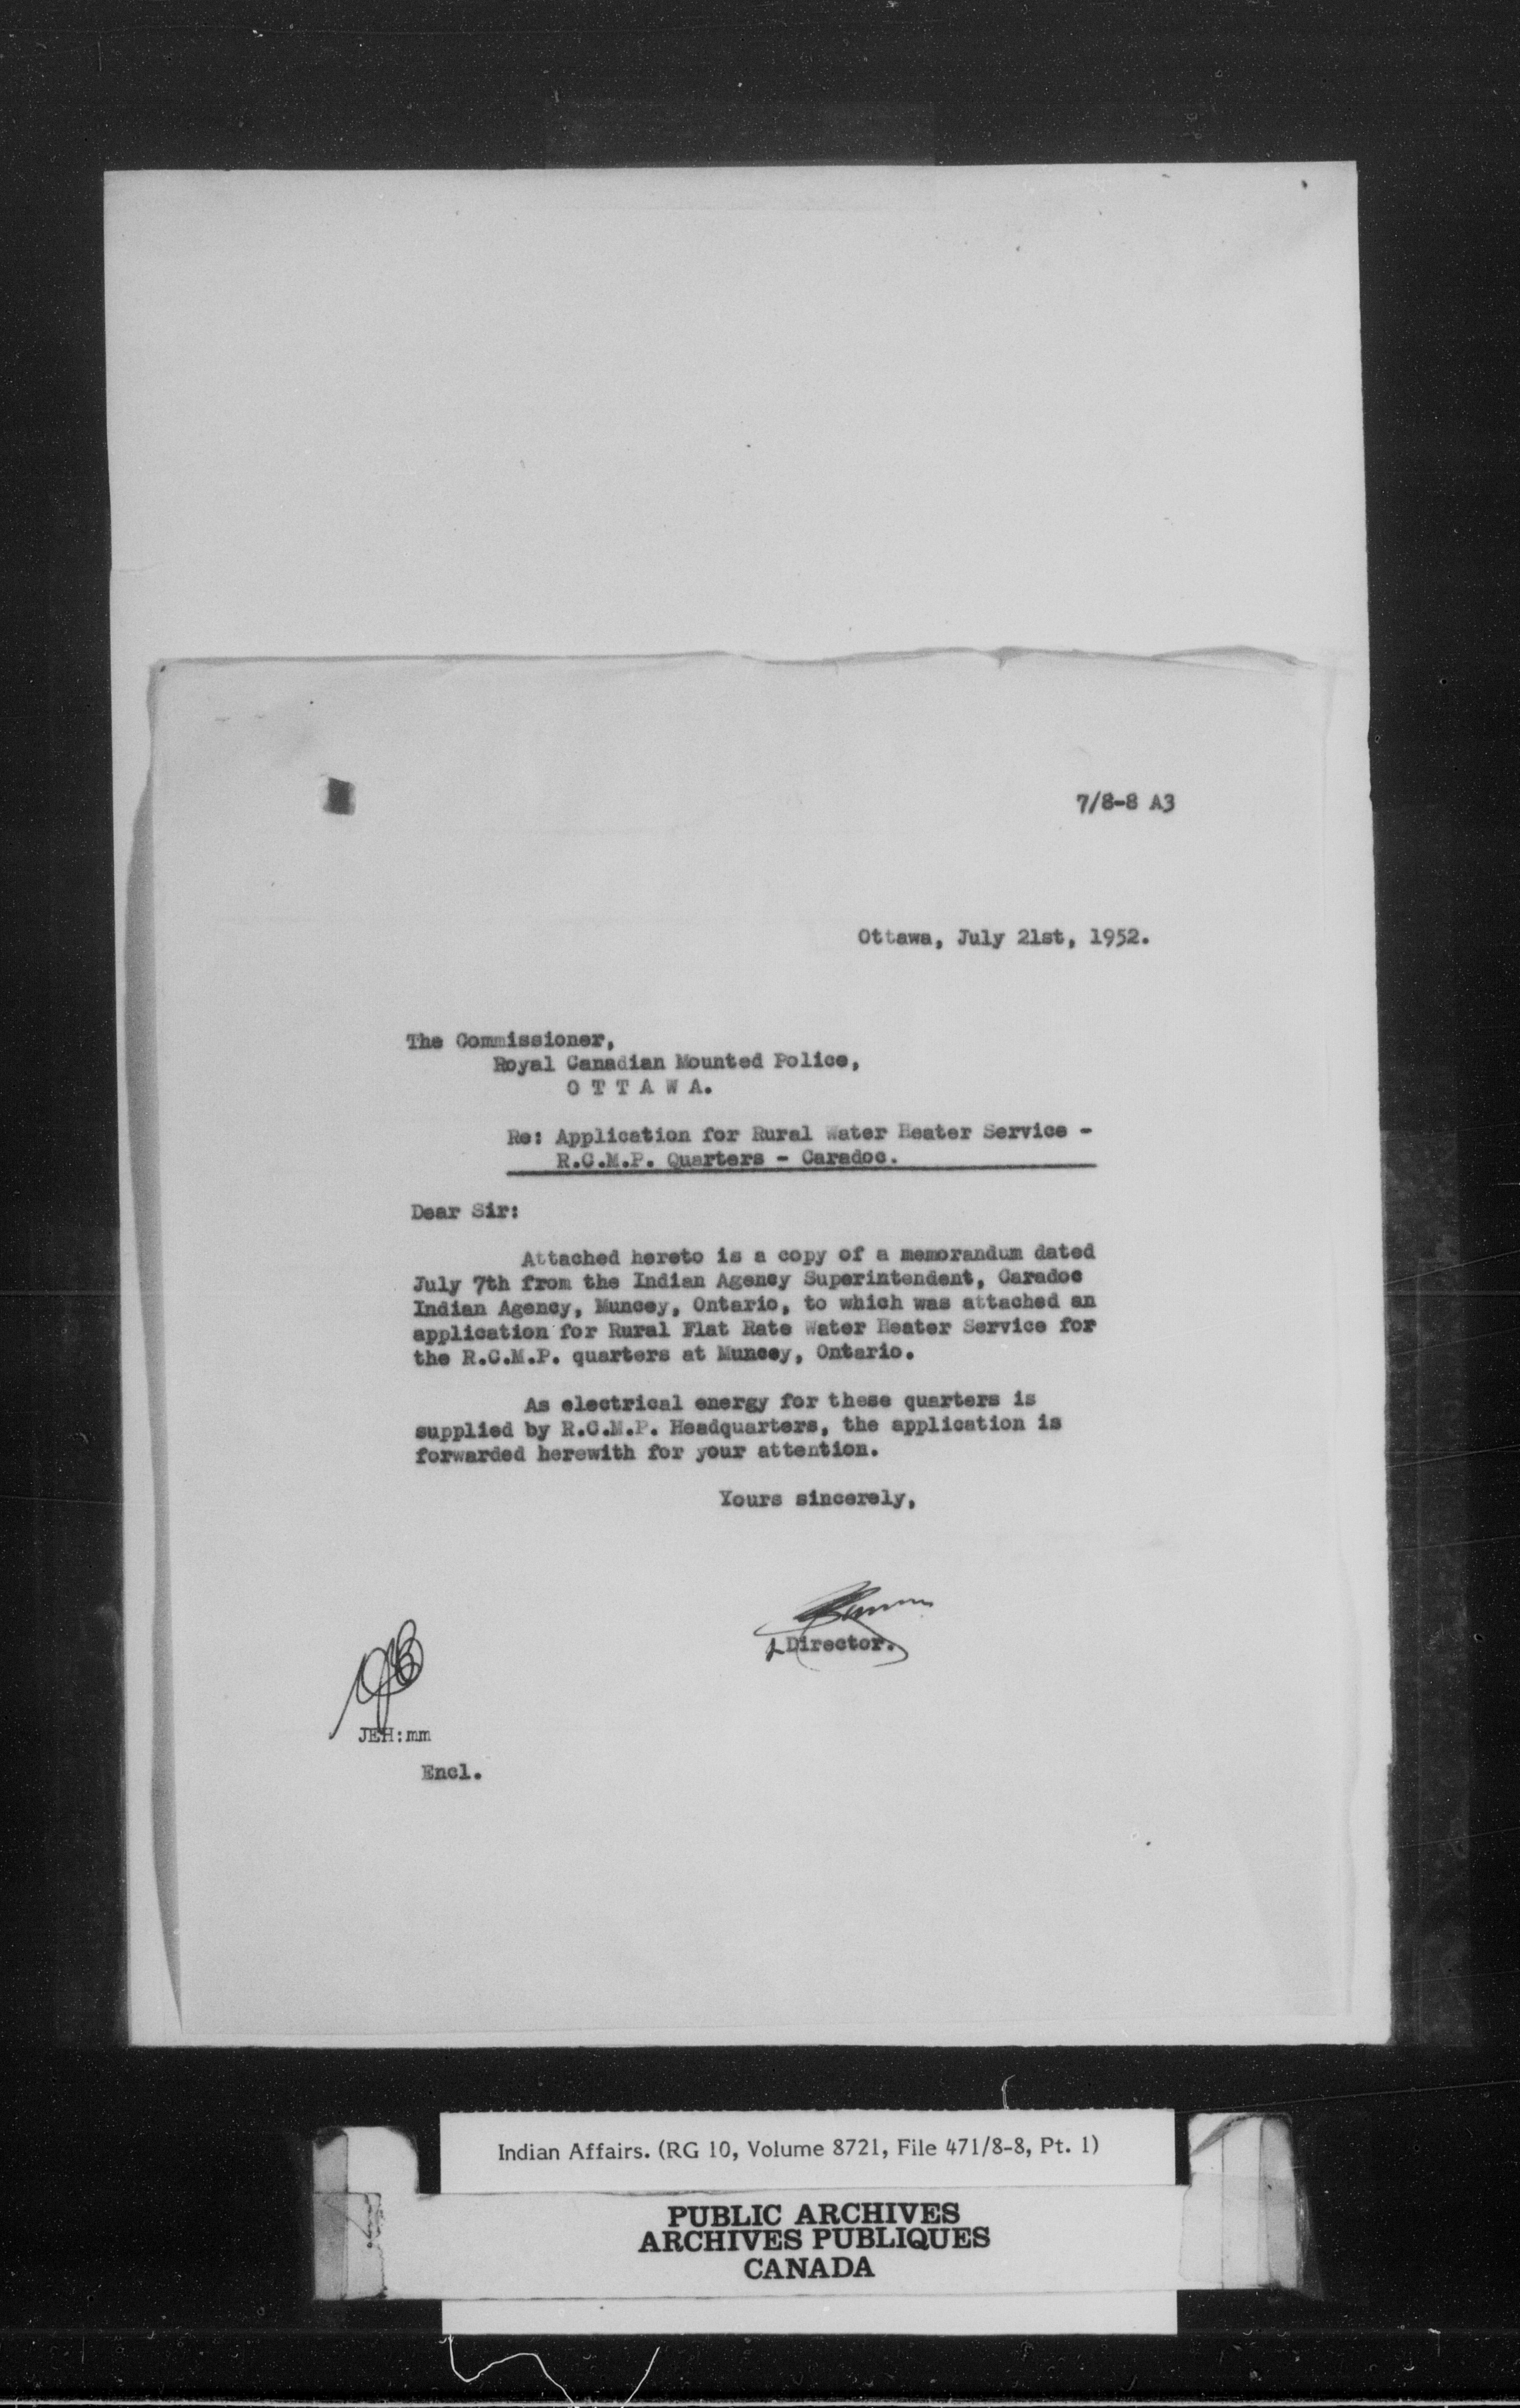 7/8-8 A3
Ottawa, July 21st, 1952.
The Commissioner,
Royal Canadian Mounted Police,
O T T A W A.
Re: Application for Rural Water Heater Service -
R.C.M.P. Quarters - Caradoc.
Dear Sir:
Attached hereto is a copy of a memorandum dated
July 7th from the Indian Agency Superintendent, Caradoc
Indian Agency, Muncey, Ontario, to which was attached an
application for Rural Flat Rate Water Heater Service for
the R.C.M.P. quarters at Muncey, Ontario.
As electrical energy for these quarters is
supplied by R.C.M.P. Headquarters, the application is
forwarded herewith for your attention.
Yours sincerely,
Director.
JEH:mm
Encl.
Indian Affairs. (RG 10, Volume 8721, File 471/8-8, Pt. 1)
PUBLIC ARCHIVES
ARCHIVES PUBLIQUES
CANADA